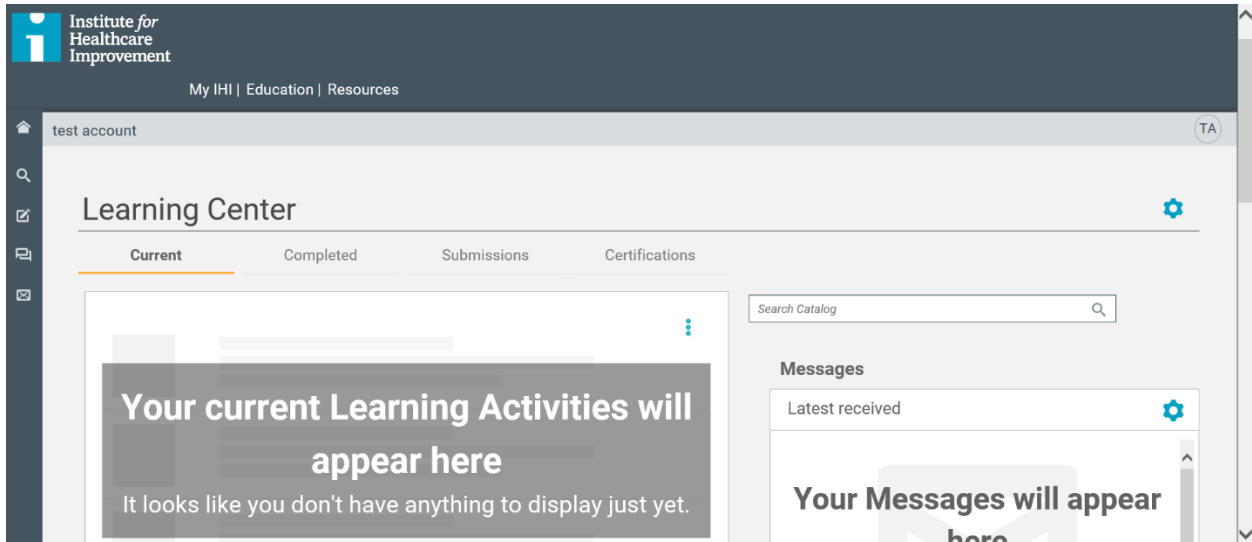 Institute for
Healthcare
Improvement
My IHI | Education | Resources
test account
TA
Learning Center
Current Completed Submissions Certifications
Search Catalog
Messages
Latest received
Your current Learning Activities will
appear here
It looks like you don't have anything to display just yet.
Your Messages will appear
here